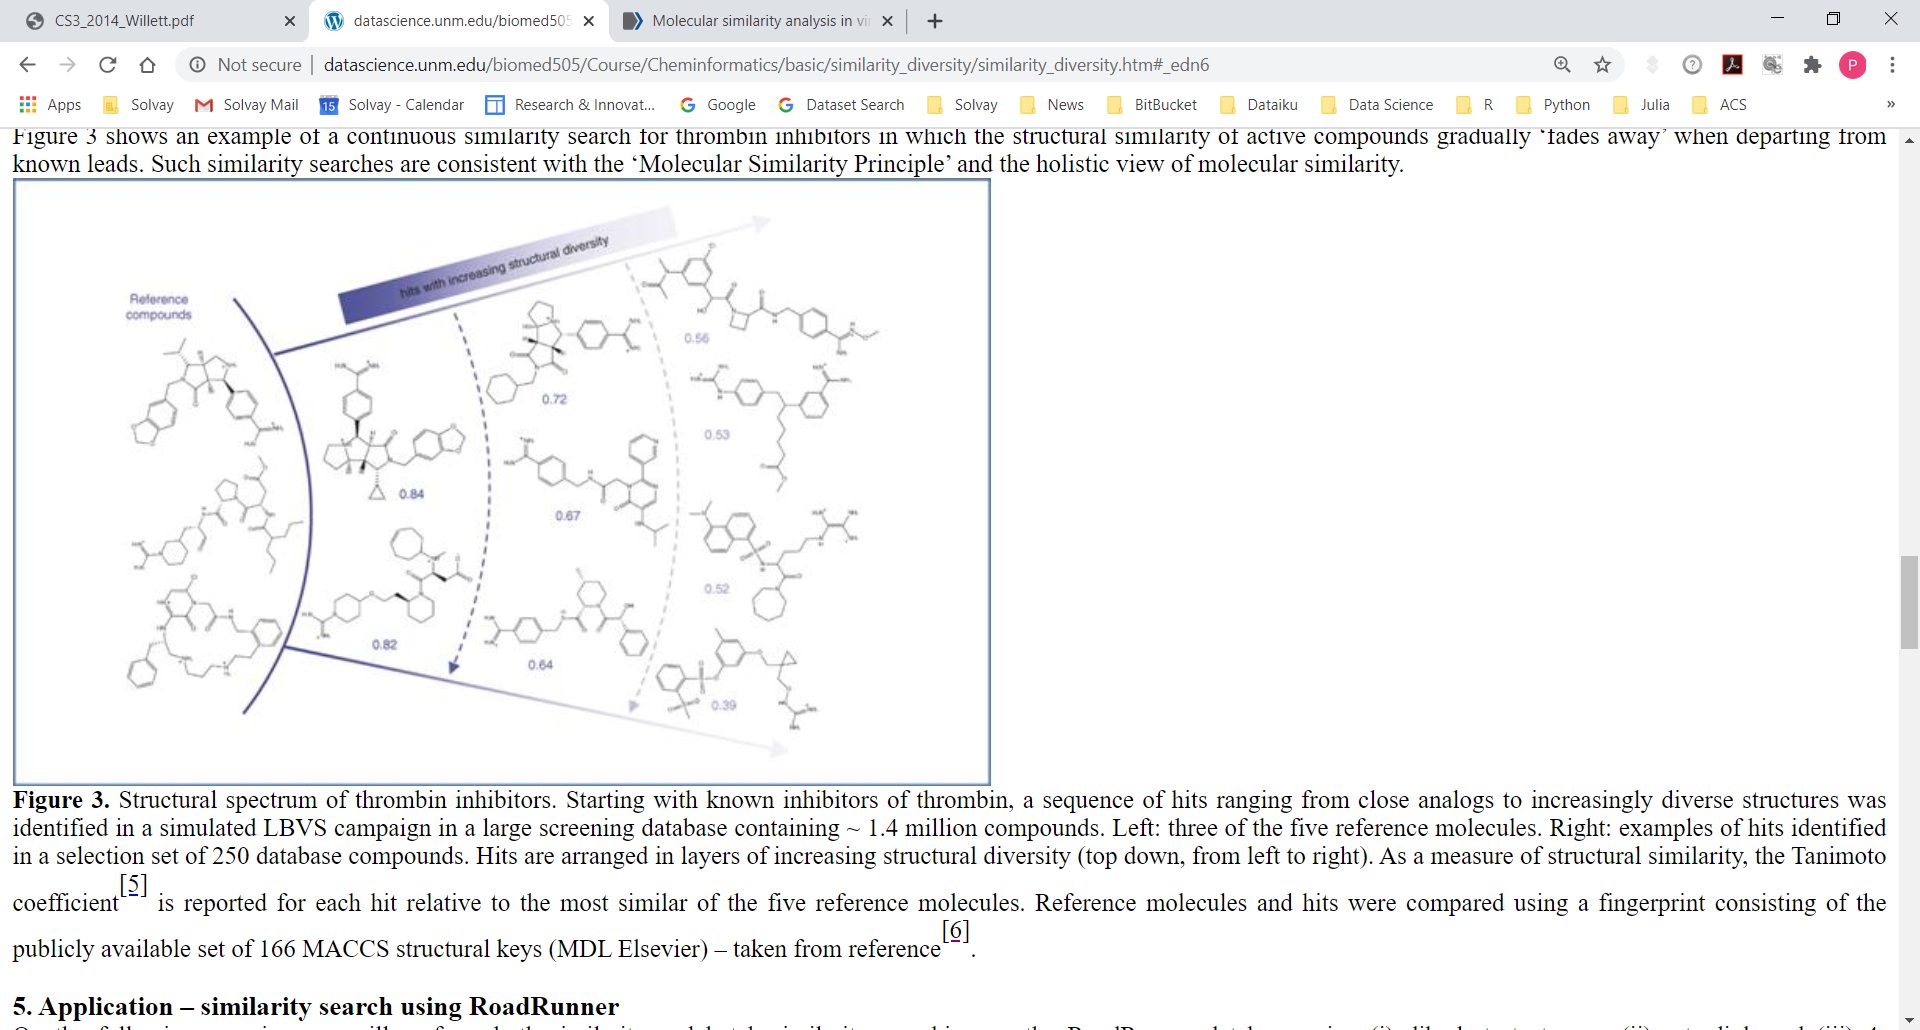 CS3_2014_Willett.pdf
datascience.unm.edu/biomed505
Molecular similarity analysis in vi
Not secure
datascience.unm.edu/biomed505/Course/Cheminformatics/basic/similarity_diversity/similarity_diversity.htm#_edn6
P
Apps
Solvay
Solvay Mail
15
Solvay - Calendar
Research & Innovat...
Google
Dataset Search
Solvay
News
BitBucket
Dataiku
Data Science
R
Python
Julia
ACS
»
Figure 3 shows an example of a continuous similarity search for thrombin inhibitors in which the structural similarity of active compounds gradually ‘fades away’ when departing from
known leads. Such similarity searches are consistent with the ‘Molecular Similarity Principle’ and the holistic view of molecular similarity.
hits with increasing structural diversity
Reference
compounds
0.56
0.72
0.53
0.84
0.67
0.52
0.82
0.64
0.39
Figure 3. Structural spectrum of thrombin inhibitors. Starting with known inhibitors of thrombin, a sequence of hits ranging from close analogs to increasingly diverse structures was
identified in a simulated LBVS campaign in a large screening database containing ~ 1.4 million compounds. Left: three of the five reference molecules. Right: examples of hits identified
in a selection set of 250 database compounds. Hits are arranged in layers of increasing structural diversity (top down, from left to right). As a measure of structural similarity, the Tanimoto
coefficient[5] is reported for each hit relative to the most similar of the five reference molecules. Reference molecules and hits were compared using a fingerprint consisting of the
publicly available set of 166 MACCS structural keys (MDL Elsevier) – taken from reference[6].
5. Application – similarity search using RoadRunner